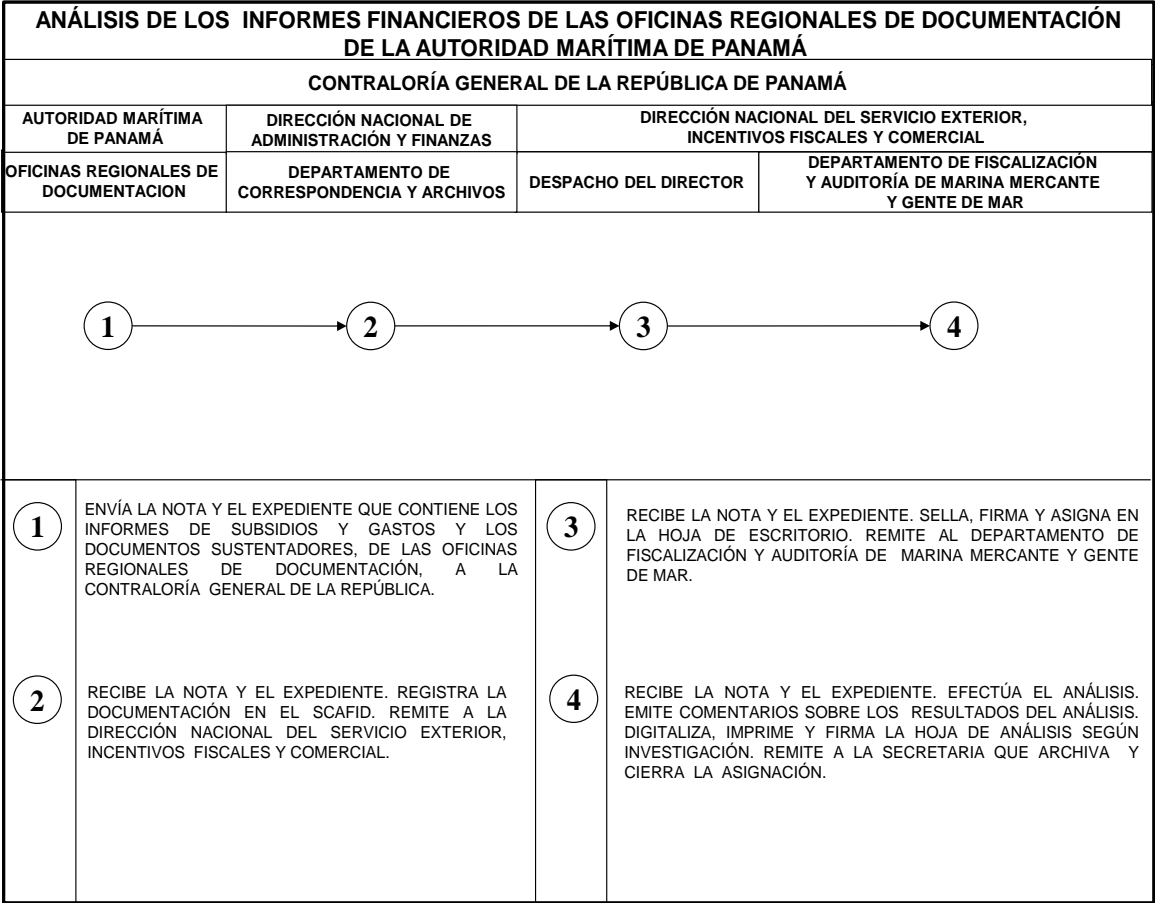 ANÁLISIS DE LOS INFORMES FINANCIEROS DE LAS OFICINAS REGIONALES DE DOCUMENTACIÓN
DE LA AUTORIDAD MARÍTIMA DE PANAMÁ
CONTRALORÍA GENERAL DE LA REPÚBLICA DE PANAMÁ
AUTORIDAD MARÍTIMA
DE PANAMÁ
DIRECCIÓN NACIONAL DE
ADMINISTRACIÓN Y FINANZAS
DIRECCIÓN NACIONAL DEL SERVICIO EXTERIOR,
INCENTIVOS FISCALES Y COMERCIAL
OFICINAS REGIONALES DE
DOCUMENTACION
DEPARTAMENTO DE
CORRESPONDENCIA Y ARCHIVOS
DESPACHO DEL DIRECTOR
DEPARTAMENTO DE FISCALIZACIÓN
Y AUDITORÍA DE MARINA MERCANTE
Y GENTE DE MAR
1
2
3
4
1
ENVÍA LA NOTA Y EL EXPEDIENTE QUE CONTIENE LOS
INFORMES DE SUBSIDIOS Y GASTOS Y LOS
DOCUMENTOS SUSTENTADORES, DE LAS OFICINAS
REGIONALES DE DOCUMENTACIÓN, A LA
CONTRALORÍA GENERAL DE LA REPÚBLICA.
2
RECIBE LA NOTA Y EL EXPEDIENTE. REGISTRA LA
DOCUMENTACIÓN EN EL SCAFID. REMITE A LA
DIRECCIÓN NACIONAL DEL SERVICIO EXTERIOR,
INCENTIVOS FISCALES Y COMERCIAL.
3
RECIBE LA NOTA Y EL EXPEDIENTE. SELLA, FIRMA Y ASIGNA EN
LA HOJA DE ESCRITORIO. REMITE AL DEPARTAMENTO DE
FISCALIZACIÓN Y AUDITORÍA DE MARINA MERCANTE Y GENTE
DE MAR.
4
RECIBE LA NOTA Y EL EXPEDIENTE. EFECTÚA EL ANÁLISIS.
EMITE COMENTARIOS SOBRE LOS RESULTADOS DEL ANÁLISIS.
DIGITALIZA, IMPRIME Y FIRMA LA HOJA DE ANÁLISIS SEGÚN
INVESTIGACIÓN. REMITE A LA SECRETARIA QUE ARCHIVA Y
CIERRA LA ASIGNACIÓN.